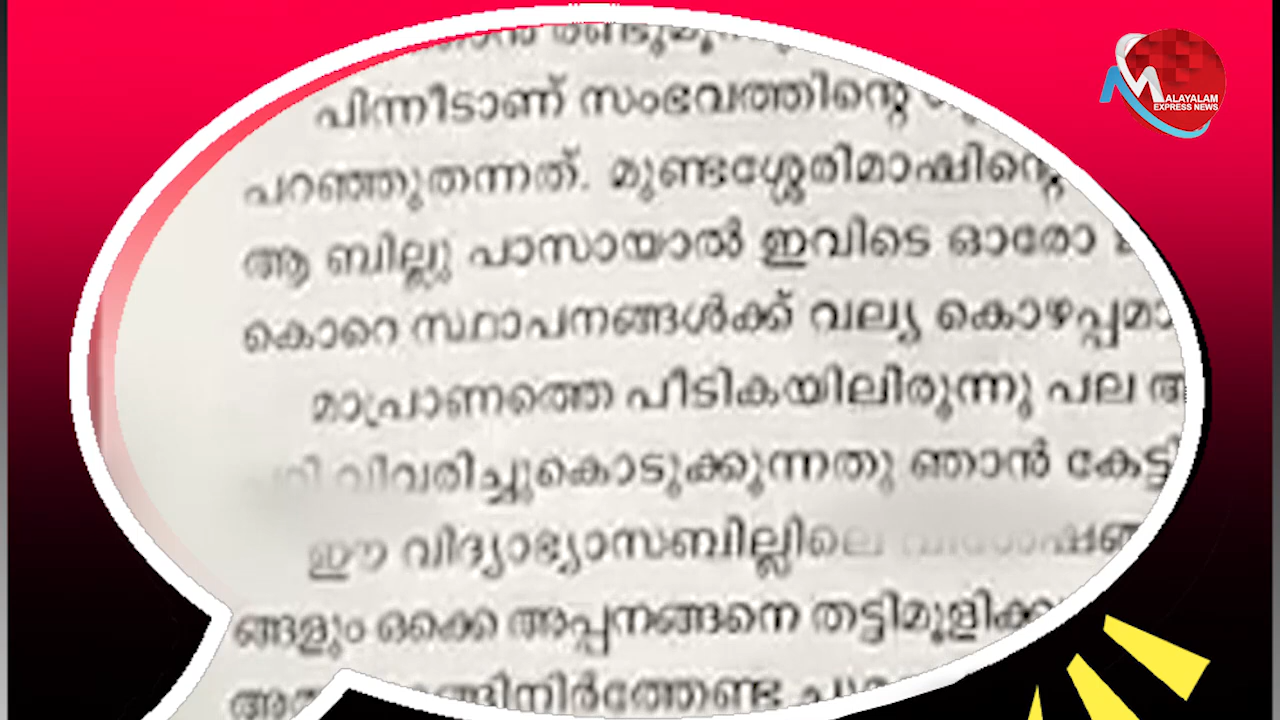 പിന്നീടാണ് സംഭവത്തിന്റെ
MALAYALAM
EXPRESS NEWS
പറഞ്ഞുതന്നത്. മുണ്ടശ്ശേരിമാഷിന്റെ
ആ ബില്ലു പാസായാൽ ഇവിടെ ഓരോ
കൊറെ സ്ഥാപനങ്ങൾക്ക് വല്യ കൊഴപ്പമാ
മാപ്രാണത്തെ പീടികയിലിരുന്നു പല
വിവരിച്ചുകൊടുക്കുന്നതു ഞാൻ കേട്ടി
ഈ വിദ്യാഭ്യാസബില്ലിലെ
ങ്ങളും ഒക്കെ അപ്പനങ്ങനെ തട്ടിമൂളിക്ക